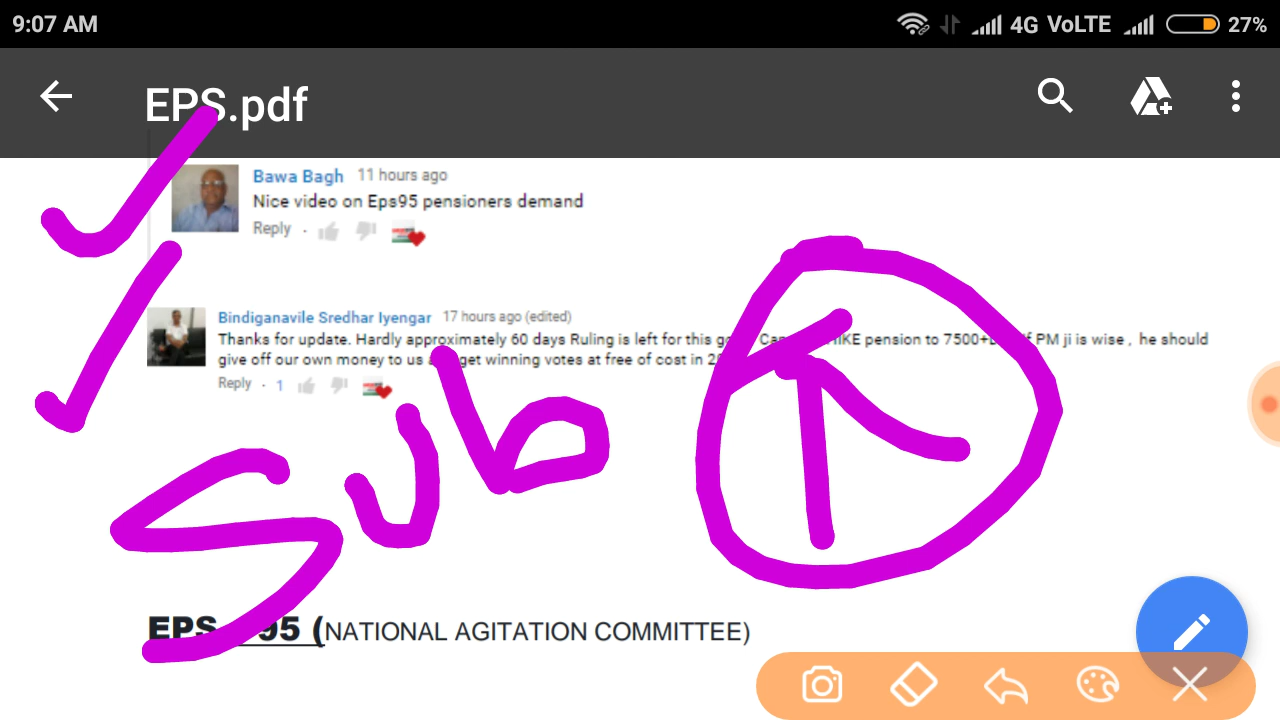 9:07 AM 4G VoLTE 27%
EPS.pdf
Bawa Bagh 11 hours ago
Nice video on Eps95 pensioners demand
Reply
Bindiganavile Sredhar Iyengar 17 hours ago (edited)
Thanks for update. Hardly approximately 60 days Ruling is left for this HIKE pension to 7500+ if PM ji is wise , he should
give off our own money to us get winning votes at free of cost in
Reply · 1
Sub
EPS 95 (NATIONAL AGITATION COMMITTEE)